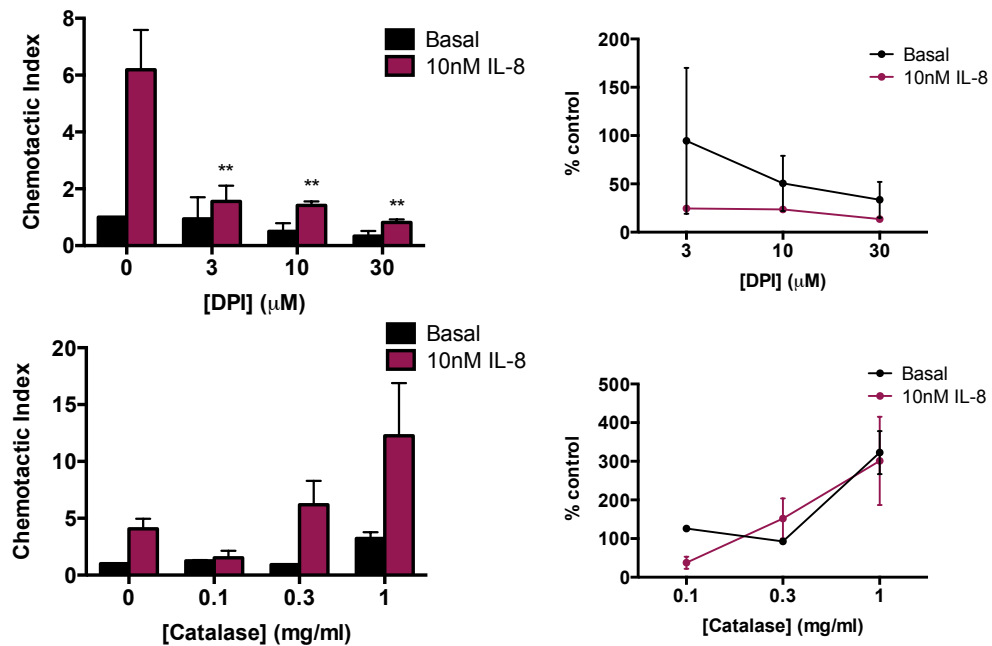 8
6
4
2
0
Chemotactic Index
Basal
10nM IL-8
**
**
**
0 3 10 30
[DPI] (μM)
200
150
100
50
0
% control
Basal
10nM IL-8
3 10 30
[DPI] (μM)
20
15
10
5
0
Chemotactic Index
Basal
10nM IL-8
0 0.1 0.3 1
[Catalase] (mg/ml)
500
400
300
200
100
0
% control
Basal
10nM IL-8
0.1 0.3 1
[Catalase] (mg/ml)